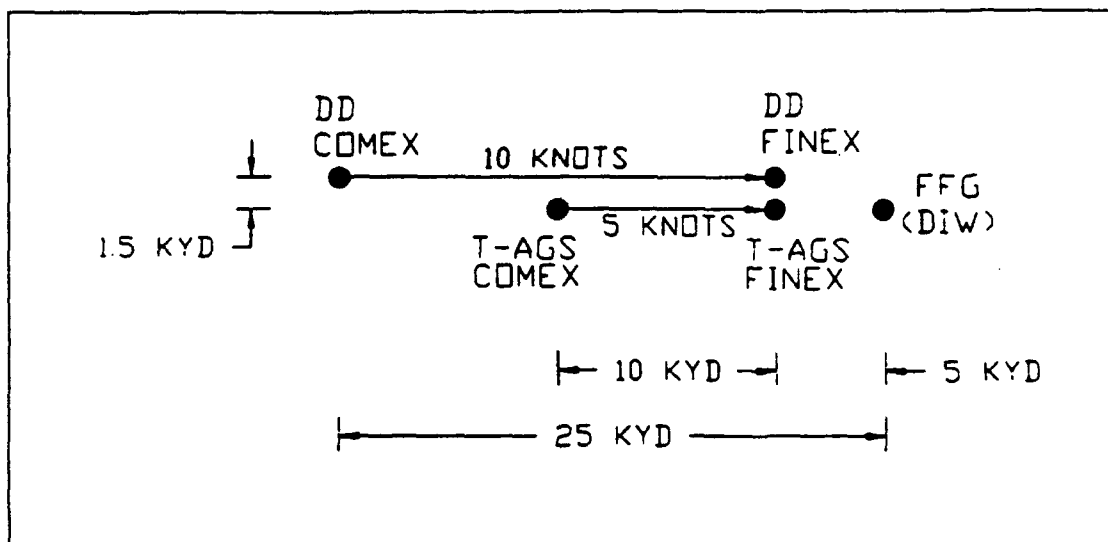 DD
COMEX
DD
FINEX
10 KNOTS
FFG
(DIW)
5 KNOTS
1.5 KYD
T-AGS
COMEX
T-AGS
FINEX
10 KYD
5 KYD
25 KYD